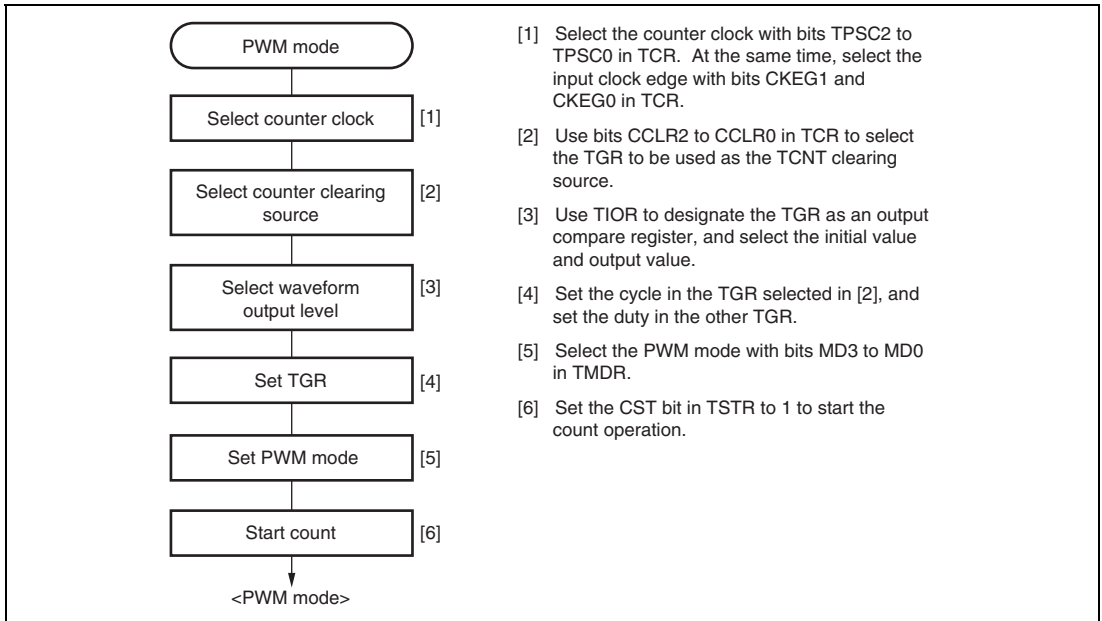 PWM mode
Select counter clock
[1]
Select counter clearing
source
[2]
Select waveform
output level
[3]
Set TGR
[4]
Set PWM mode
[5]
Start count
[6]
<PWM mode>
[1] Select the counter clock with bits TPSC2 to
TPSC0 in TCR. At the same time, select the
input clock edge with bits CKEG1 and
CKEG0 in TCR.
[2] Use bits CCLR2 to CCLR0 in TCR to select
the TGR to be used as the TCNT clearing
source.
[3] Use TIOR to designate the TGR as an output
compare register, and select the initial value
and output value.
[4] Set the cycle in the TGR selected in [2], and
set the duty in the other TGR.
[5] Select the PWM mode with bits MD3 to MD0
in TMDR.
[6] Set the CST bit in TSTR to 1 to start the
count operation.